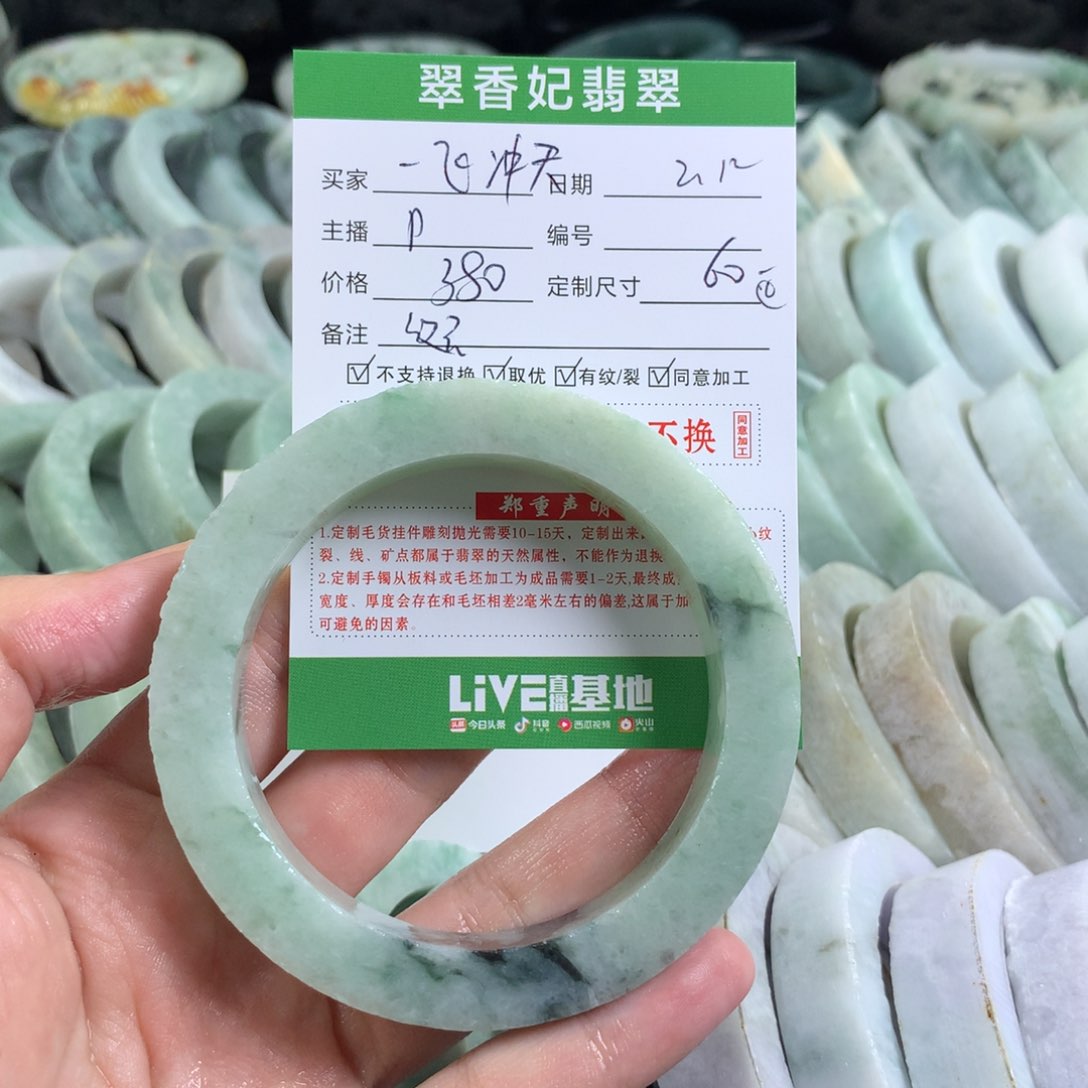 翠香妃翡翠
买家 一飞冲天 日期 2.12
主播 P 编号
价格 380 定制尺寸 60
备注
☑不支持退换 ☑取优 ☑有纹/裂 ☑同意加工
不换 同意加工
郑重声明
1.定制毛货挂件雕刻抛光需要10-15天，定制出来， 纹
裂、线、矿点都属于翡翠的天然属性，不能作为退换
2.定制手镯从板料或毛坯加工为成品需要1-2天,最终成
宽度、厚度会存在和毛坯相差2毫米左右的偏差,这属于加
可避免的因素。
LiVE直播基地
头条 今日头条 抖音 西瓜视频 火山